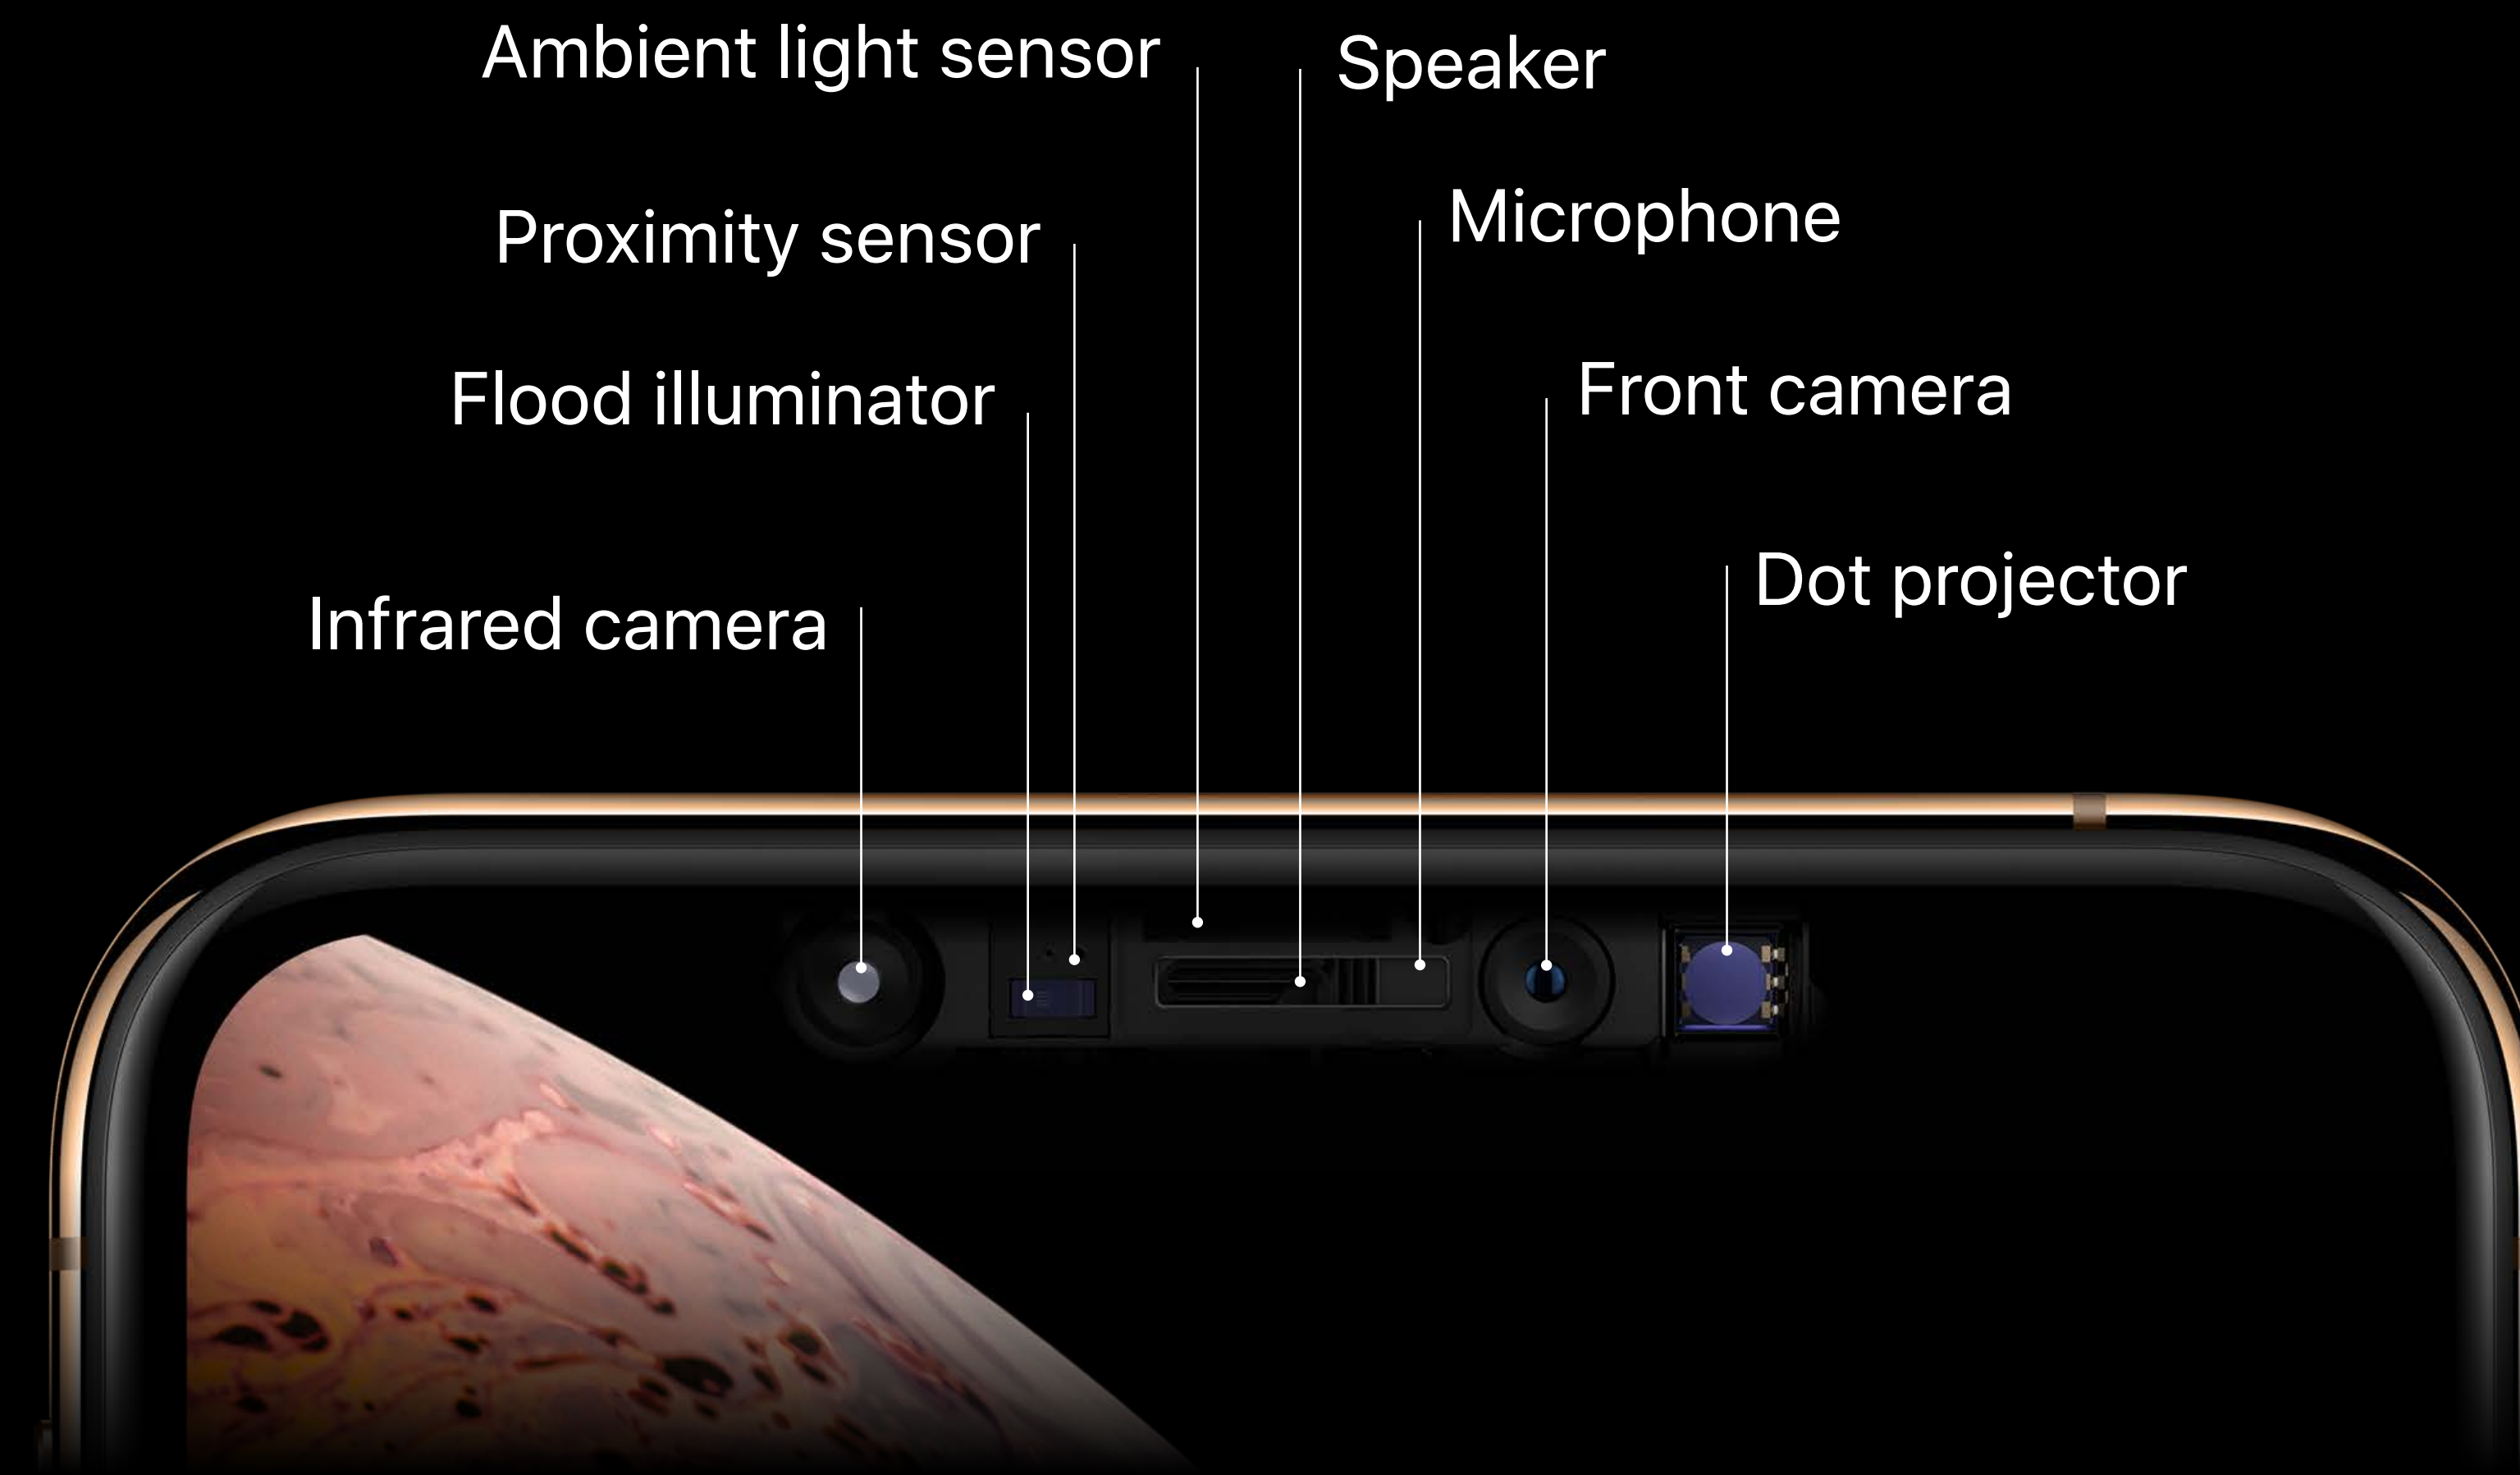 Ambient light sensor
Speaker
Proximity sensor
Microphone
Flood illuminator
Front camera
Infrared camera
Dot projector